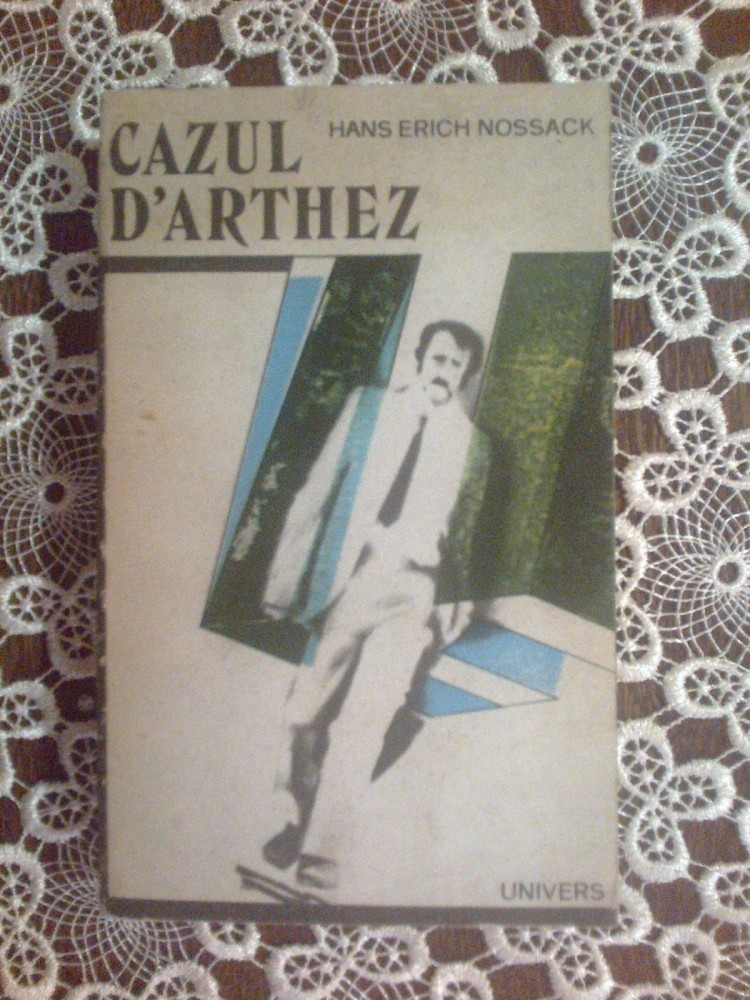 HANS ERICH NOSSACK
CAZUL
D'ARTHEZ
UNIVERS